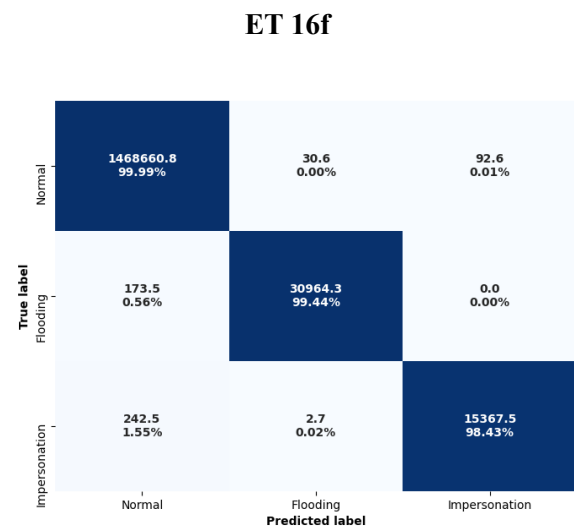 ET 16f
1468660.8
99.99%
30.6
0.00%
92.6
0.01%
173.5
0.56%
30964.3
99.44%
0.0
0.00%
242.5
1.55%
2.7
0.02%
15367.5
98.43%
True label
Normal
Flooding
Impersonation
Normal
Flooding
Impersonation
Predicted label